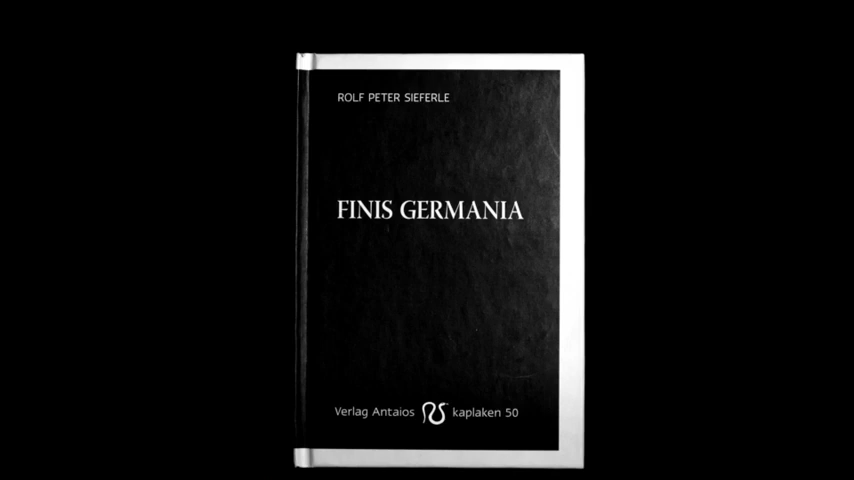 ROLF PETER SIEFERLE
FINIS GERMANIA
Verlag Antaios kaplaken 50